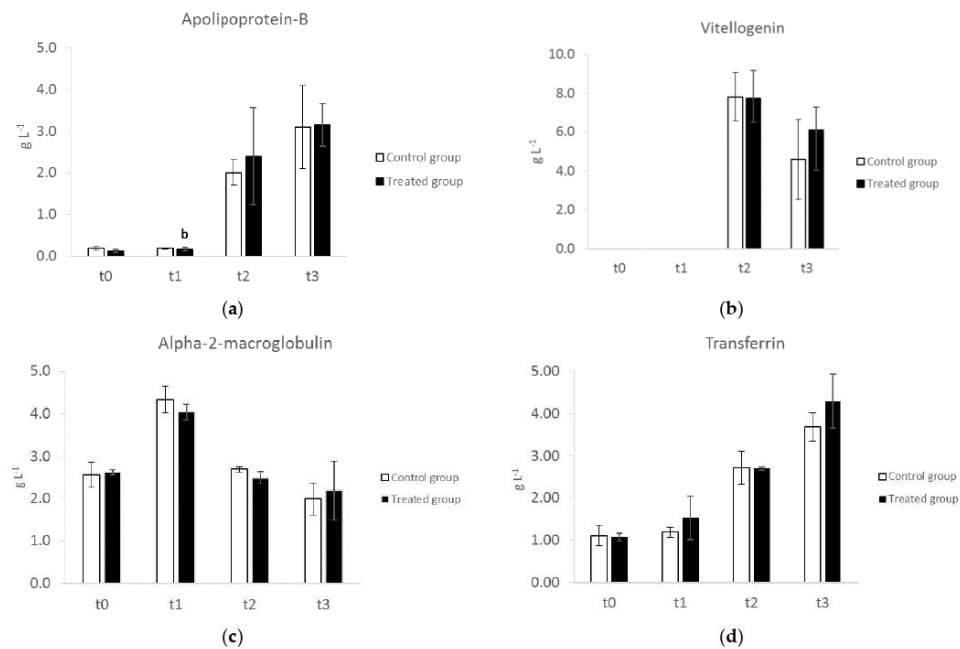 Apolipoprotein-B
5.0
4.0
3.0
2.0
1.0
0.0
g L-1
b
t0 t1 t2 t3
Control group
Treated group
(a)
Vitellogenin
10.0
8.0
6.0
4.0
2.0
0.0
g L-1
t0 t1 t2 t3
Control group
Treated group
(b)
Alpha-2-macroglobulin
5.0
4.0
3.0
2.0
1.0
0.0
g L-1
t0 t1 t2 t3
Control group
Treated group
(c)
Transferrin
5.00
4.00
3.00
2.00
1.00
0.00
g L-1
t0 t1 t2 t3
Control group
Treated group
(d)